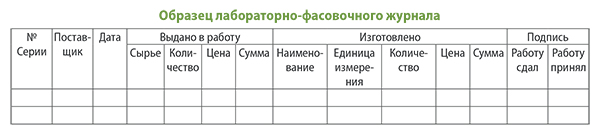 Образец лабораторно-фасовочного журнала
№ Серии
Постав-
щик
Дата
Выдано в работу
Изготовлено
Подпись
Сырье
Коли-
чество
Цена
Сумма
Наимено-
вание
Единица
измере-
ния
Количе-
ство
Цена
Сумма
Работу
сдал
Работу
принял